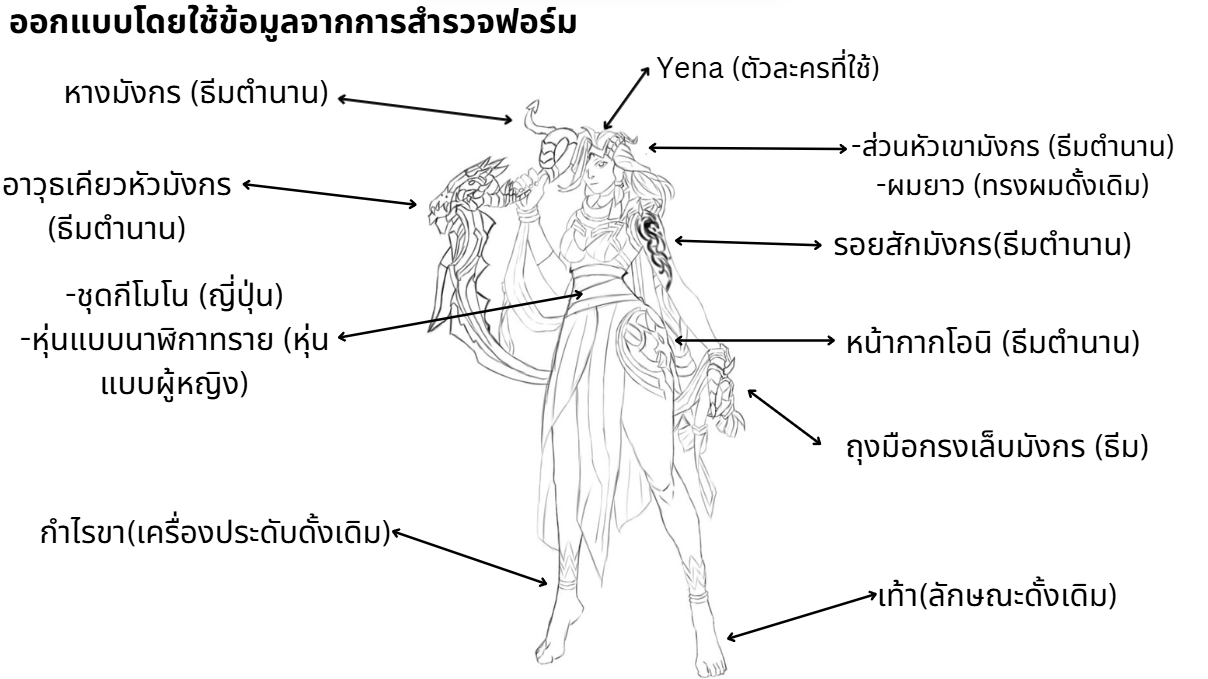 ออกแบบโดยใช้ข้อมูลจากการสำรวจฟอร์ม
Yena (ตัวละครที่ใช้)
หางมังกร (ธีมตำนาน)
-ส่วนหัวเขามังกร (ธีมตำนาน)
-ผมยาว (ทรงผมดั้งเดิม)
อาวุธเคียวหัวมังกร
(ธีมตำนาน)
รอยสักมังกร(ธีมตำนาน)
-ชุดกีโมโน (ญี่ปุ่น)
-หุ่นแบบนาฬิกาทราย (หุ่น
แบบผู้หญิง)
หน้ากากโอนิ (ธีมตำนาน)
ถุงมือกรงเล็บมังกร (ธีม)
กำไรขา(เครื่องประดับดั้งเดิม)
เท้า(ลักษณะดั้งเดิม)